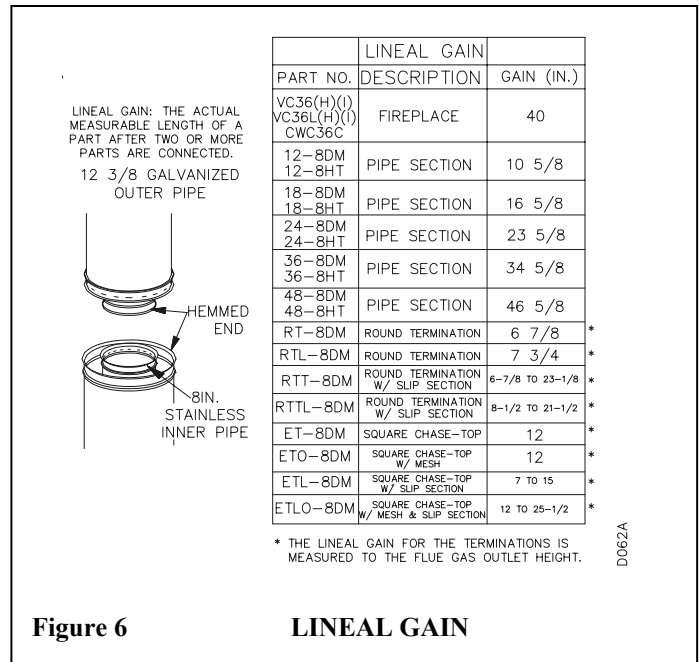 LINEAL GAIN: THE ACTUAL
MEASURABLE LENGTH OF A
PART AFTER TWO OR MORE
PARTS ARE CONNECTED.
12 3/8 GALVANIZED
OUTER PIPE
HEMMED
END
8IN.
STAINLESS
INNER PIPE
LINEAL GAIN
PART NO. DESCRIPTION GAIN (IN.)
VC36(H)(I)
VC36L(H)(I) FIREPLACE 40
CWC36C
12-8DM
12-8HT PIPE SECTION 10 5/8
18-8DM
18-8HT PIPE SECTION 16 5/8
24-8DM
24-8HT PIPE SECTION 23 5/8
36-8DM
36-8HT PIPE SECTION 34 5/8
48-8DM
48-8HT PIPE SECTION 46 5/8
RT-8DM ROUND TERMINATION 6 7/8 *
RTL-8DM ROUND TERMINATION 7 3/4 *
RTT-8DM ROUND TERMINATION
W/ SLIP SECTION 6-7/8 TO 23-1/8 *
RTTL-8DM ROUND TERMINATION
W/ SLIP SECTION 8-1/2 TO 21-1/2 *
ET-8DM SQUARE CHASE-TOP 12 *
ETO-8DM SQUARE CHASE-TOP
W/ MESH 12 *
ETL-8DM SQUARE CHASE-TOP
W/ SLIP SECTION 7 TO 15 *
ETLO-8DM SQUARE CHASE-TOP
W/ MESH & SLIP SECTION 12 TO 25-1/2 *
* THE LINEAL GAIN FOR THE TERMINATIONS IS
MEASURED TO THE FLUE GAS OUTLET HEIGHT.
D062A
Figure 6 LINEAL GAIN